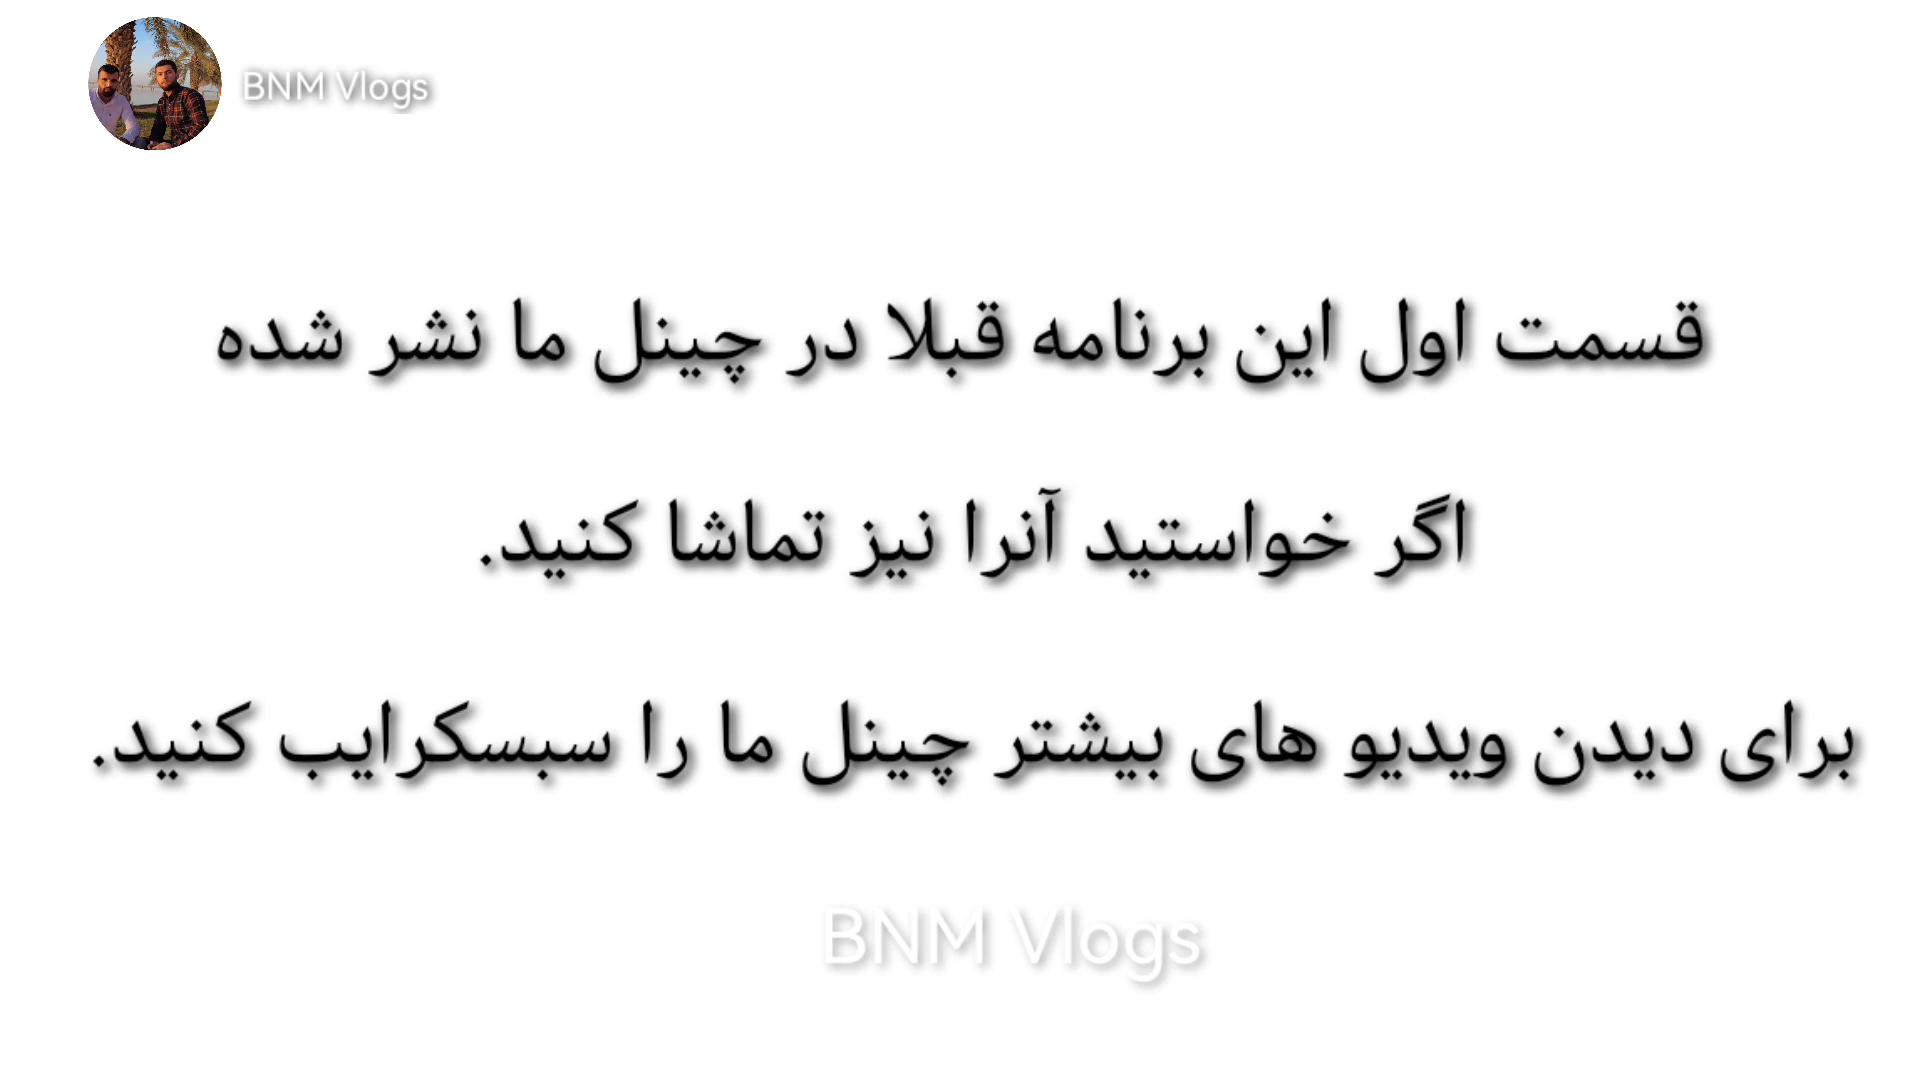 BNM Vlogs
قسمت اول این برنامه قبلا در چینل ما نشر شده
اگر خواستید آنرا نیز تماشا کنید.
برای دیدن ویدیو های بیشتر چینل ما را سبسکرایب کنید.
BNM Vlogs